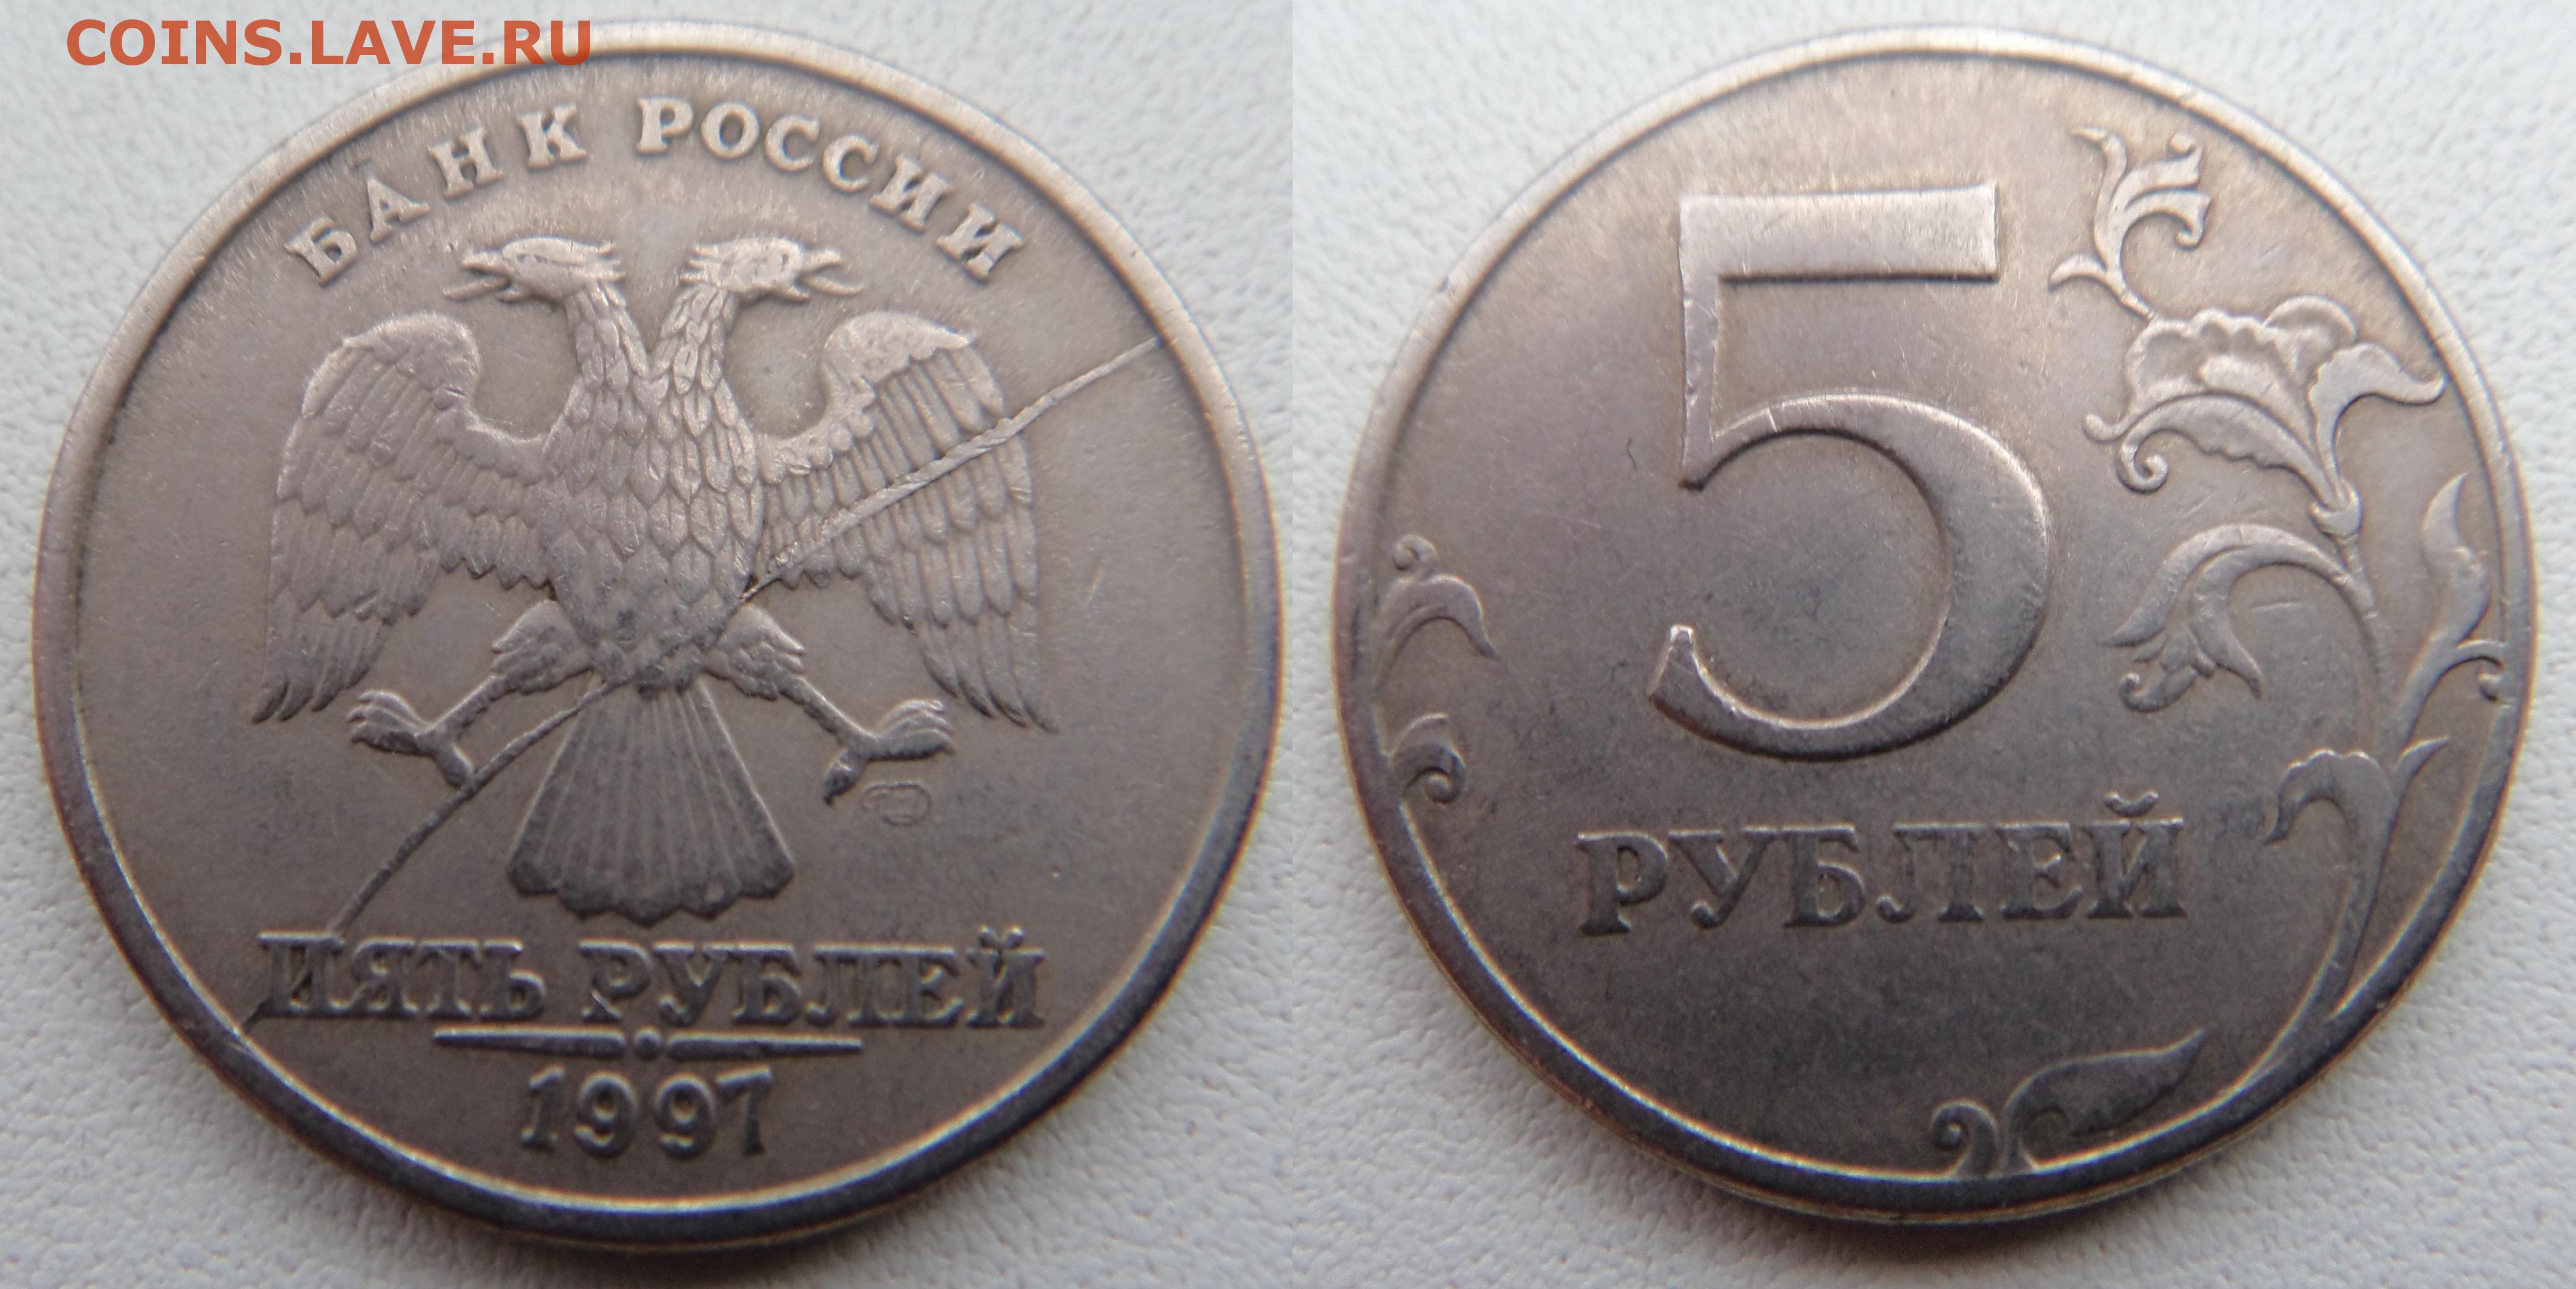 COINS.LAVE.RU
БАНК РОССИИ
ПЯТЬ РУБЛЕЙ
1997
5
РУБЛЕЙ